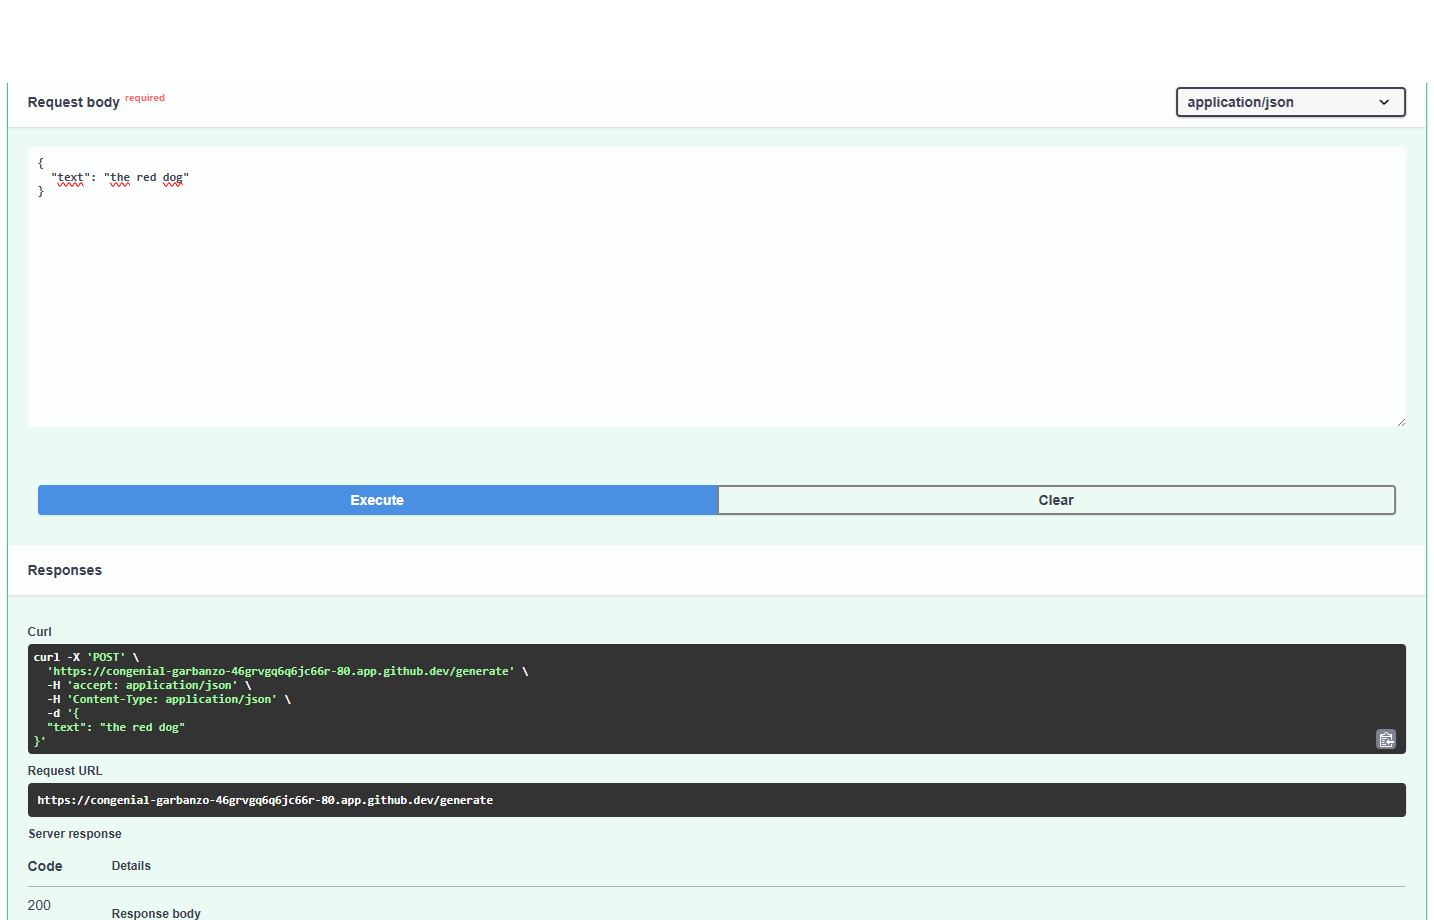 Request body required
application/json
{
"text": "the red dog"
}
Execute
Clear
Responses
Curl
curl -X 'POST' \
'https://congenial-garbanzo-46grvgq6q6jc66r-80.app.github.dev/generate' \
-H 'accept: application/json' \
-H 'Content-Type: application/json' \
-d '{
"text": "the red dog"
}'
Request URL
https://congenial-garbanzo-46grvgq6q6jc66r-80.app.github.dev/generate
Server response
Code Details
200
Response body